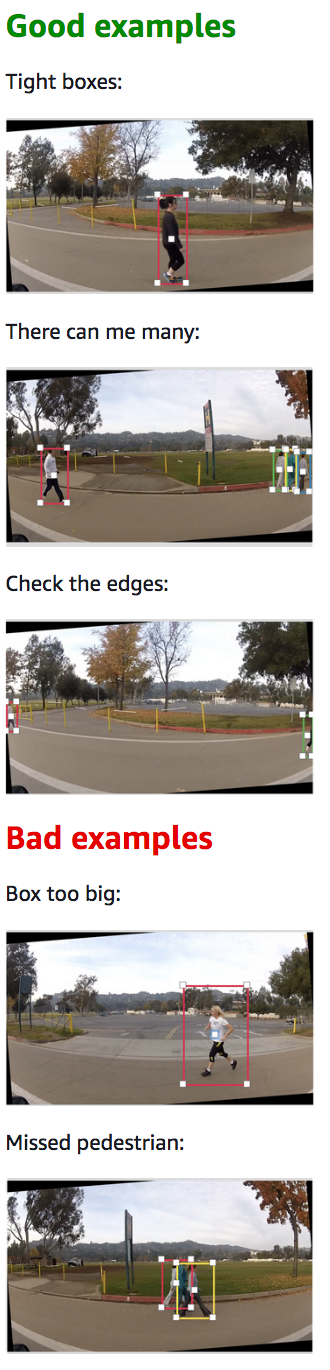 Good examples
Tight boxes:
There can me many:
Check the edges:
Bad examples
Box too big:
Missed pedestrian: